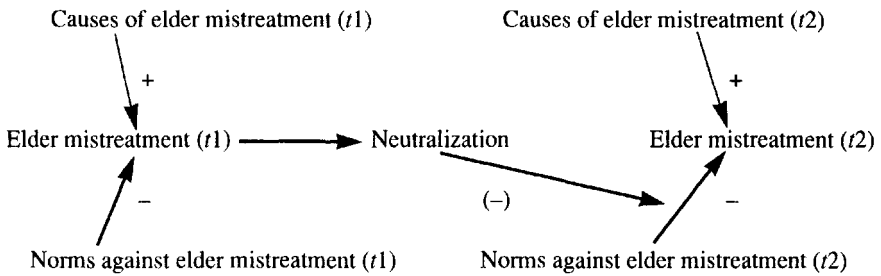 Causes of elder mistreatment (t1) Causes of elder mistreatment (t2)
+ +
Elder mistreatment (t1) Neutralization Elder mistreatment (t2)
– (–) –
Norms against elder mistreatment (t1) Norms against elder mistreatment (t2)